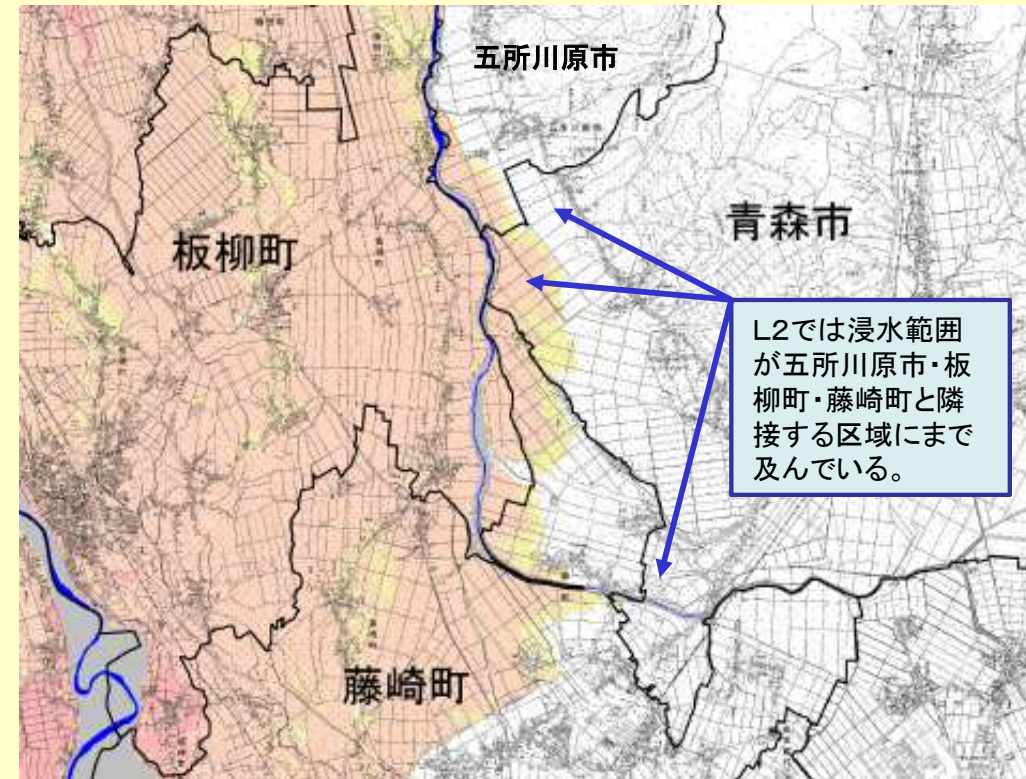 五所川原市
青森市
板柳町
L2では浸水範囲
が五所川原市・板
柳町・藤崎町と隣
接する区域にまで
及んでいる。
藤崎町